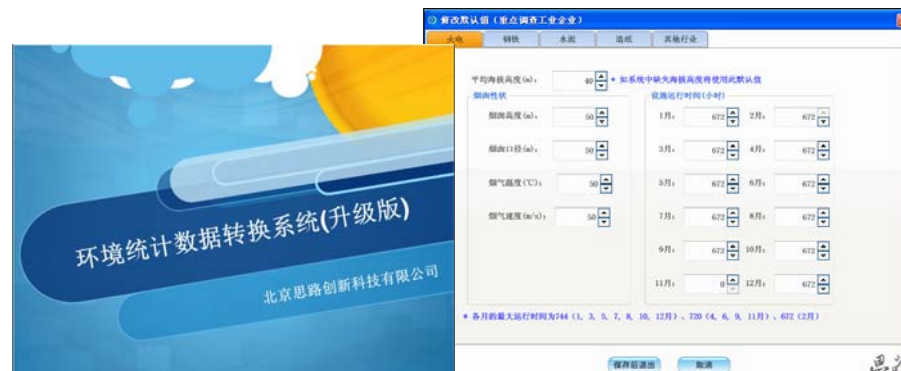 环境统计数据转换系统(升级版)
北京思路创新科技有限公司
修改默认值（重点调查工业企业）
火电 钢铁 水泥 造纸 其他行业
平均海拔高度(m)： 40 * 如系统中缺失海拔高度将使用此默认值
烟囱性状 设施运行时间(小时)
烟囱高度(m)： 50 1月： 672 2月： 672
烟囱口径(m)： 50 3月： 672 4月： 672
烟气温度(℃)： 50 5月： 672 6月： 672
烟气速度(m/s)： 50 7月： 672 8月： 672
9月： 672 10月： 672
11月： 0 12月： 672
* 各月的最大运行时间为744（1, 3, 5, 7, 8, 10, 12月）、720（4, 6, 9, 11月）、672（2月）
保存后退出 取消